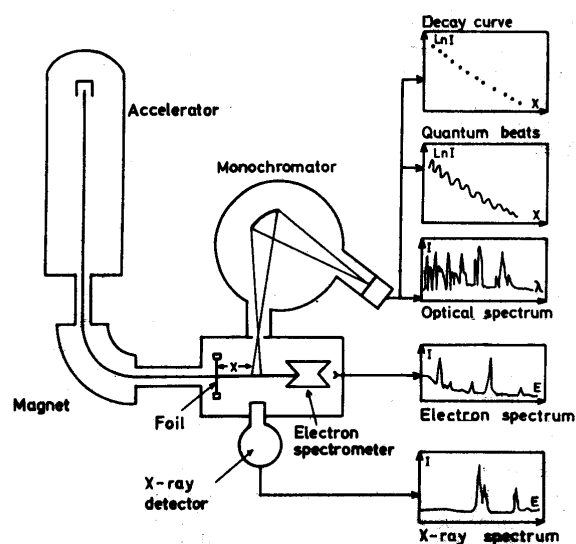 Decay curve
LnI
X
Accelerator
Quantum beats
LnI
X
Monochromator
I
λ
Optical spectrum
X
I
E
Magnet
Foil
Electron spectrum
Electron
spectrometer
X-ray
detector
I
E
X-ray spectrum